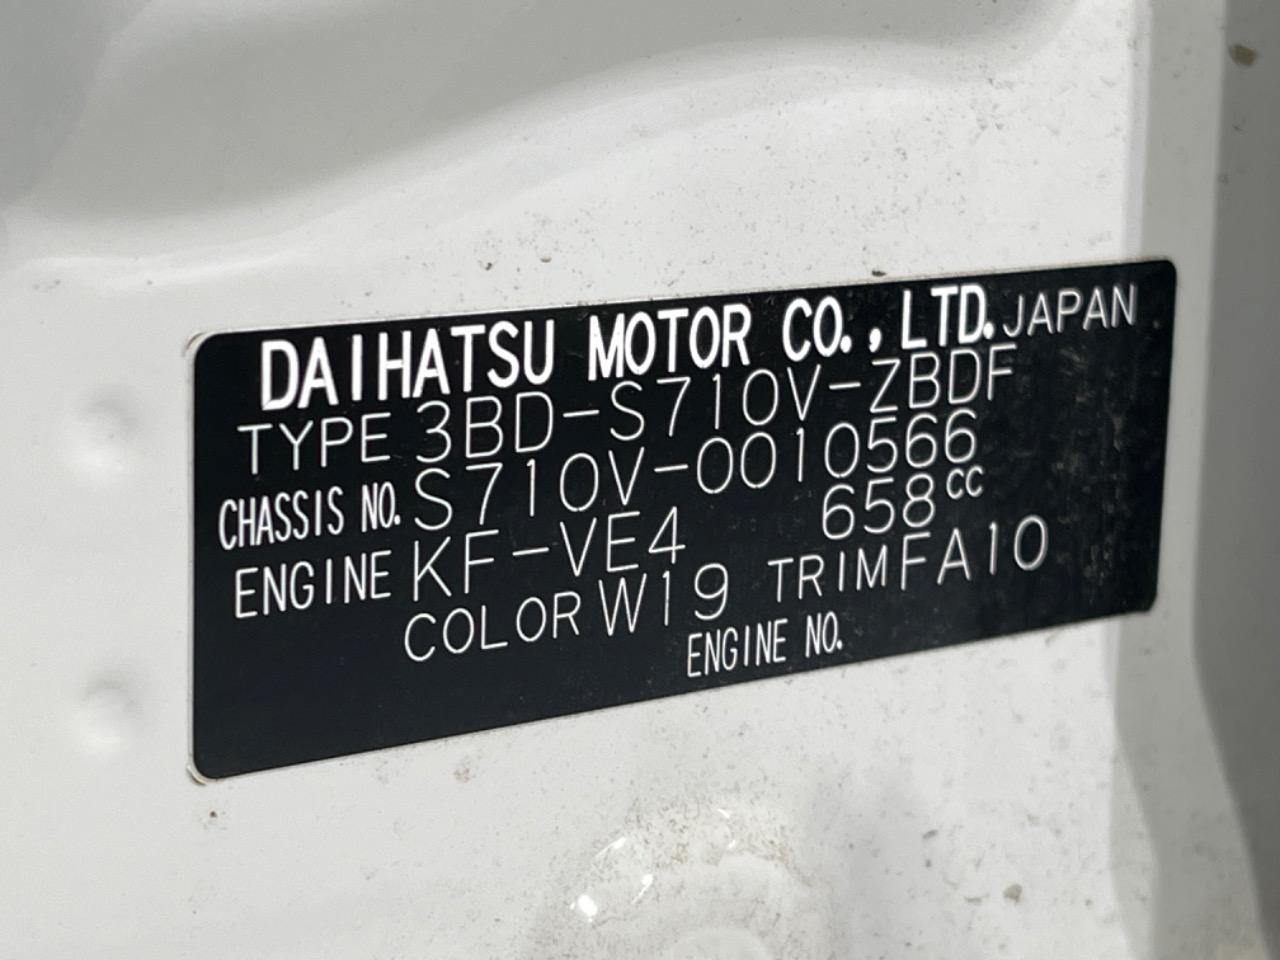 DAIHATSU MOTOR CO., LTD. JAPAN
TYPE 3BD-S710V-ZBDF
CHASSIS NO. S710V-0010566
ENGINE KF-VE4 658cc
COLOR W19 TRIM FA10
ENGINE NO.